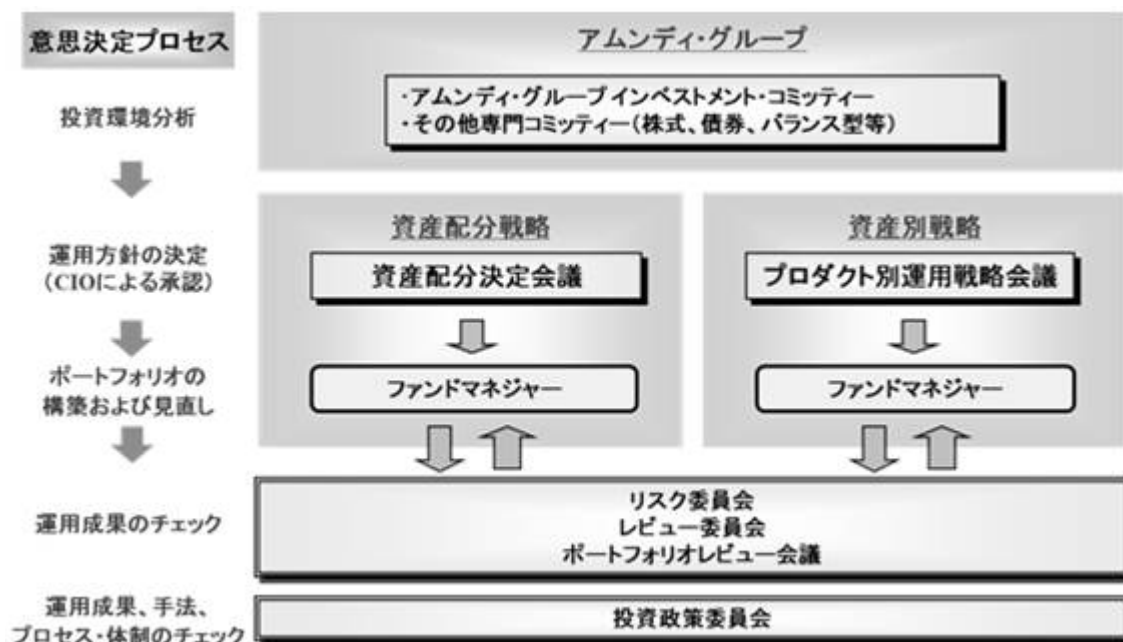 意思決定プロセス
アムンディ・グループ
投資環境分析
・アムンディ・グループ インベストメント・コミッティー
・その他専門コミッティー(株式、債券、バランス型等)
運用方針の決定
(CIOによる承認)
資産配分戦略
資産配分決定会議
資産別戦略
プロダクト別運用戦略会議
ポートフォリオの
構築および見直し
ファンドマネジャー
ファンドマネジャー
運用成果のチェック
リスク委員会
レビュー委員会
ポートフォリオレビュー会議
運用成果、手法、
プロセス・体制のチェック
投資政策委員会